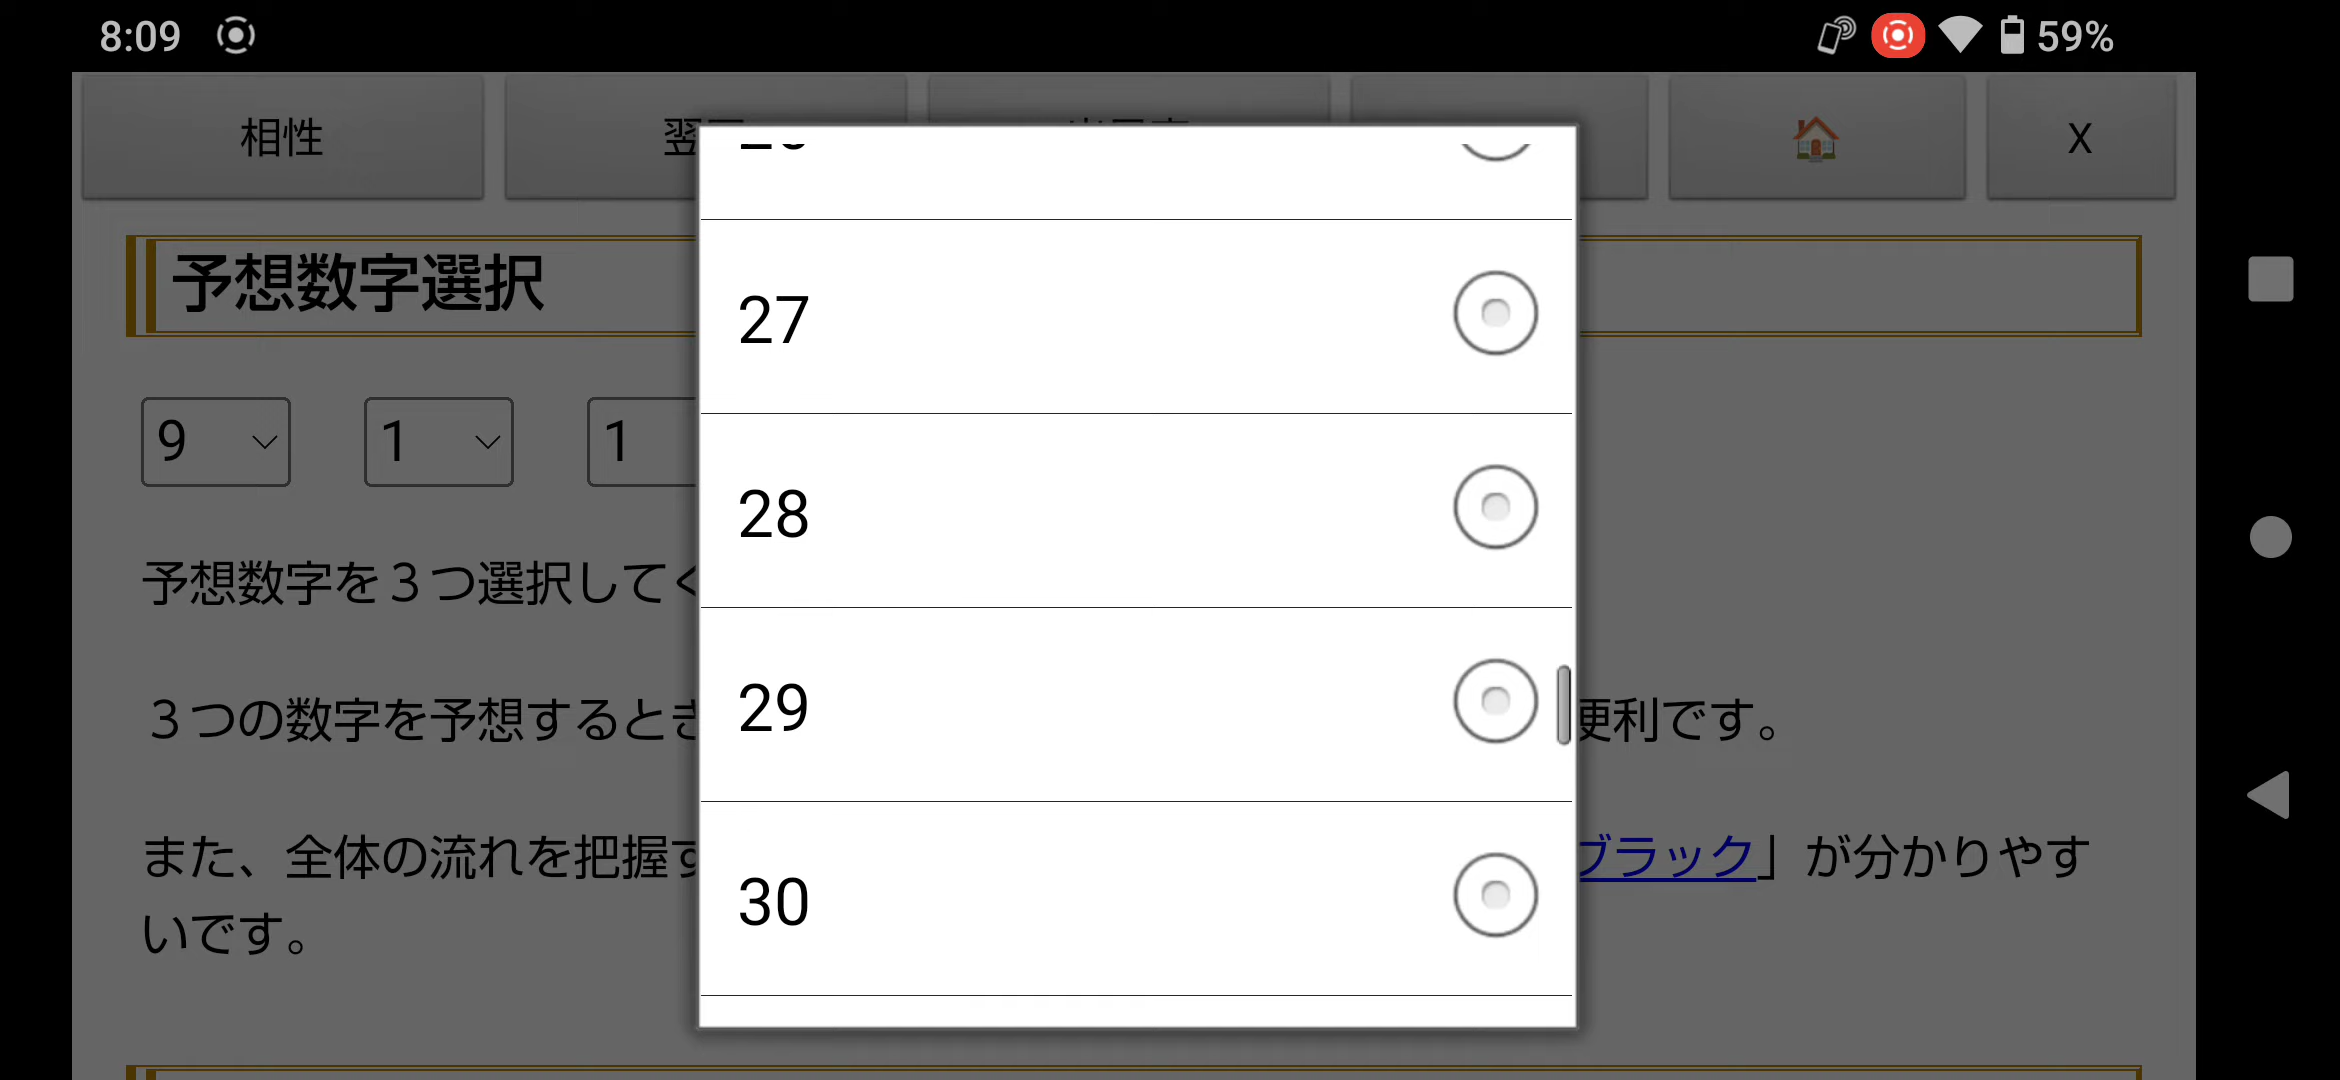 8:09
59%
相性
翌
X
予想数字選択
9
1
1
27
28
29
30
予想数字を３つ選択してく
３つの数字を予想するとき
便利です。
また、全体の流れを把握す
ブラック」が分かりやす
いです。